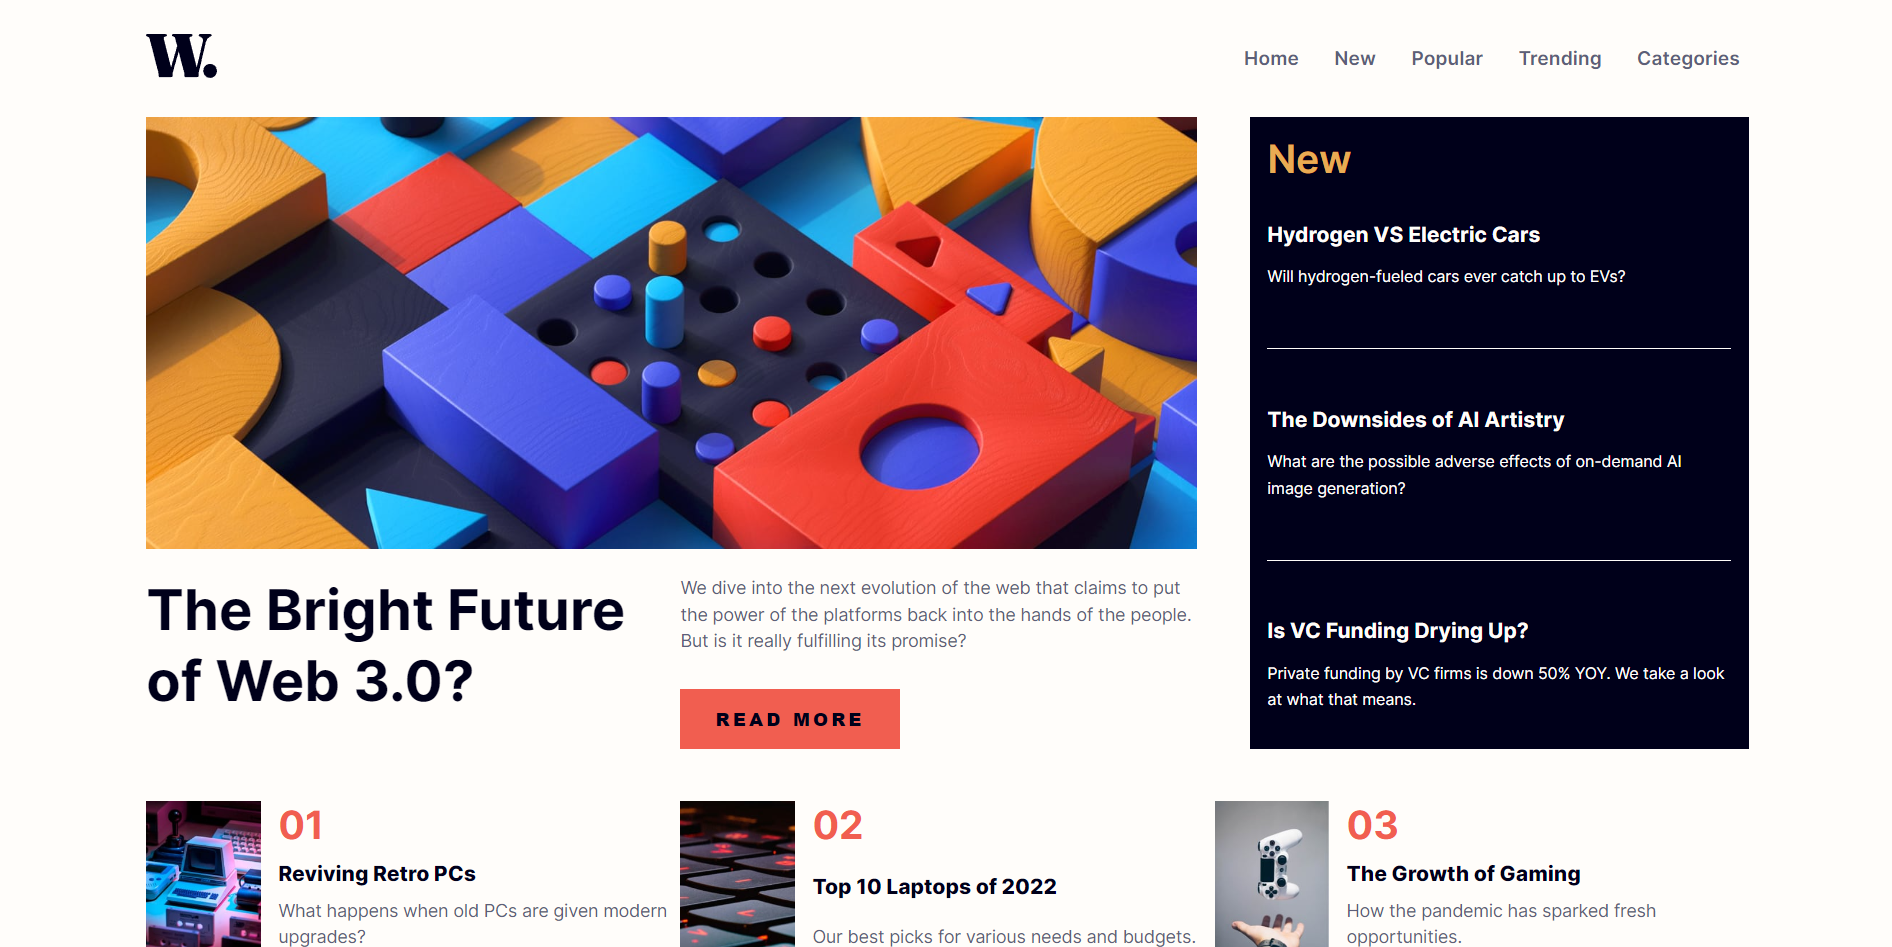 W.
Home New Popular Trending Categories
New
Hydrogen VS Electric Cars
Will hydrogen-fueled cars ever catch up to EVs?
The Downsides of AI Artistry
What are the possible adverse effects of on-demand AI
image generation?
Is VC Funding Drying Up?
Private funding by VC firms is down 50% YOY. We take a look
at what that means.
The Bright Future
of Web 3.0?
We dive into the next evolution of the web that claims to put
the power of the platforms back into the hands of the people.
But is it really fulfilling its promise?
READ MORE
01
Reviving Retro PCs
What happens when old PCs are given modern
upgrades?
02
Top 10 Laptops of 2022
Our best picks for various needs and budgets.
03
The Growth of Gaming
How the pandemic has sparked fresh
opportunities.